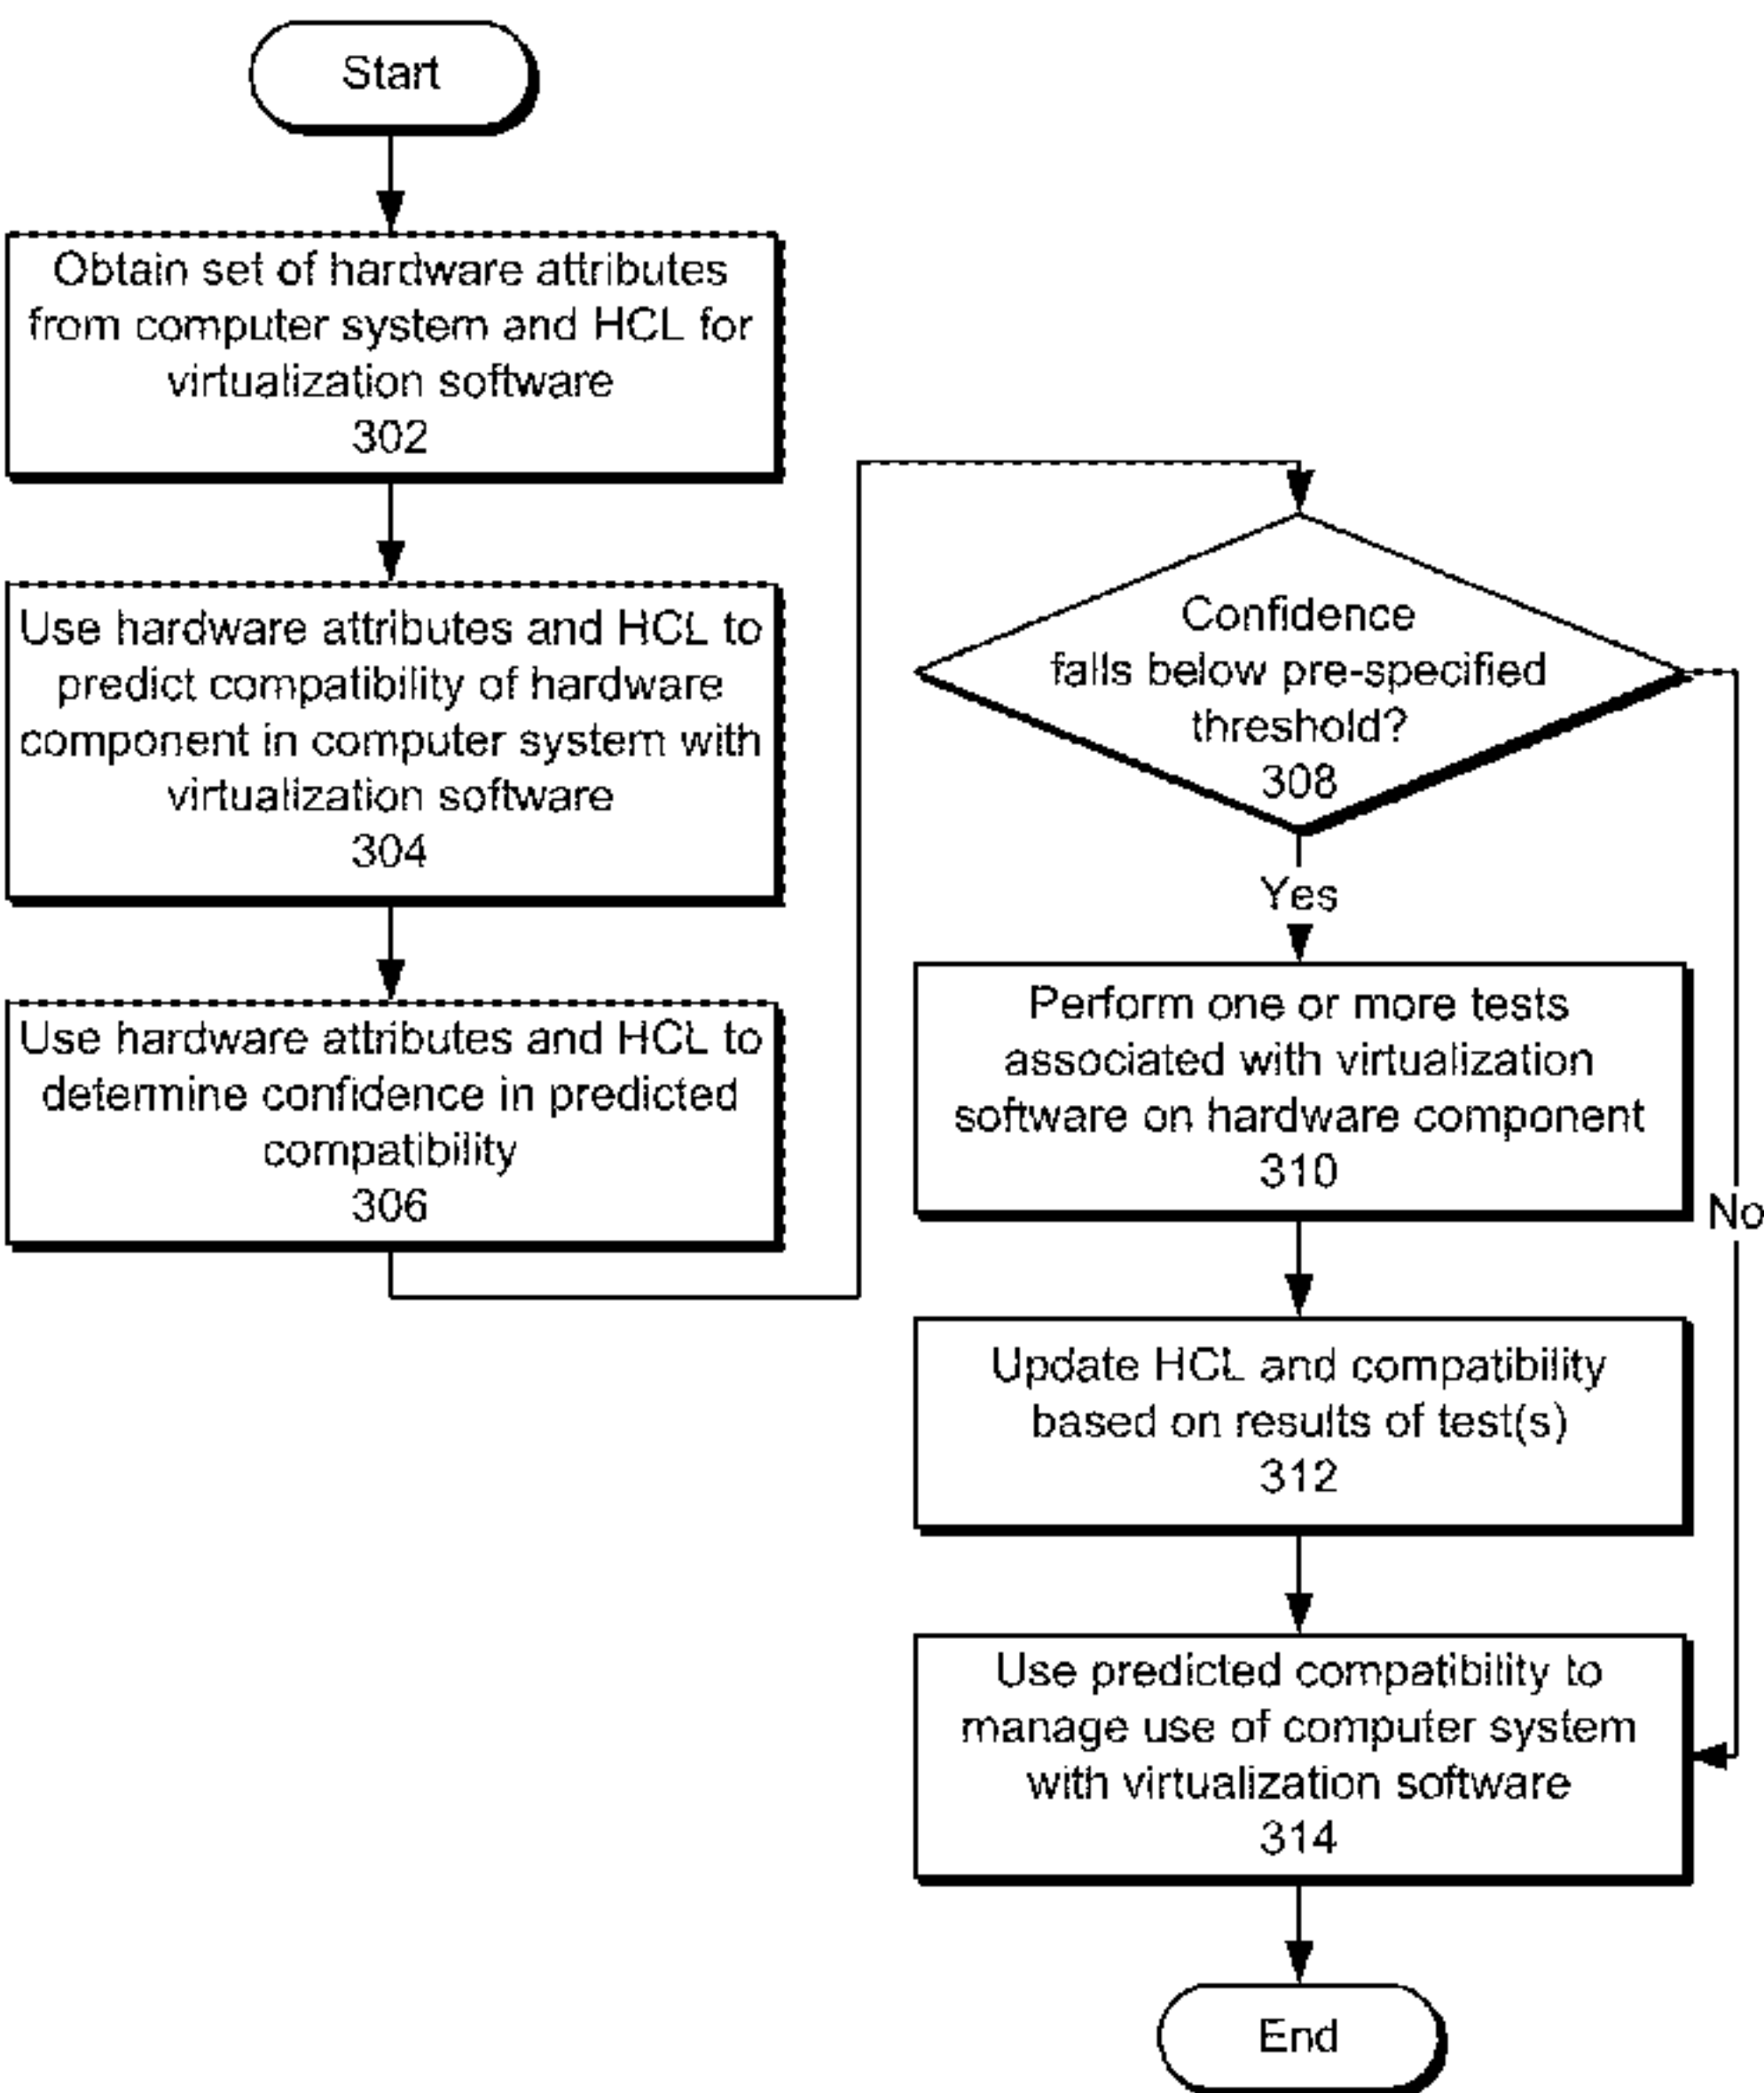 Start
Obtain set of hardware attributes
from computer system and HCL for
virtualization software
302
Use hardware attributes and HCL to
predict compatibility of hardware
component in computer system with
virtualization software
304
Use hardware attributes and HCL to
determine confidence in predicted
compatibility
306
Confidence
falls below pre-specified
threshold?
308
Yes
No
Perform one or more tests
associated with virtualization
software on hardware component
310
Update HCL and compatibility
based on results of test(s)
312
Use predicted compatibility to
manage use of computer system
with virtualization software
314
End